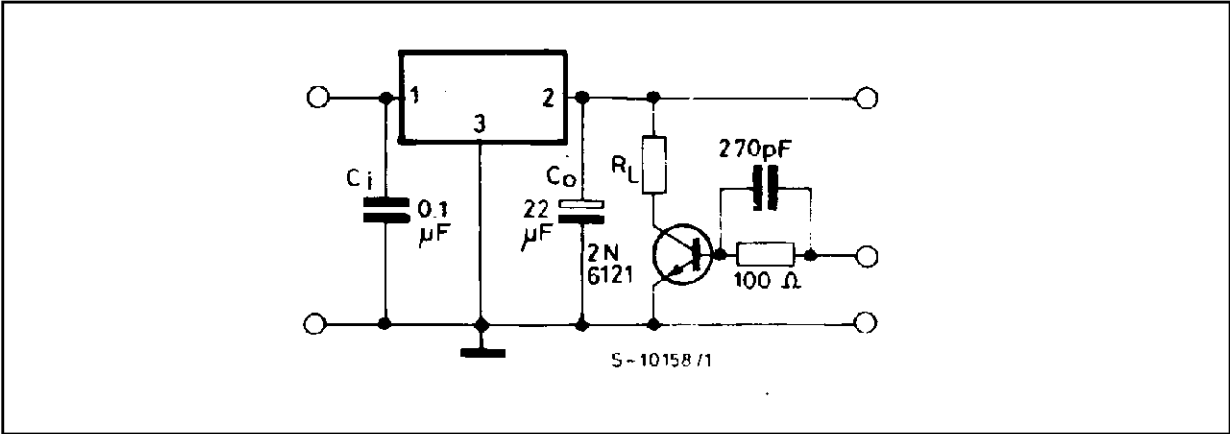 1
2
3
270pF
RL
Ci
Co
0.1
µF
22
µF
2N
6121
100 Ω
S-10158/1